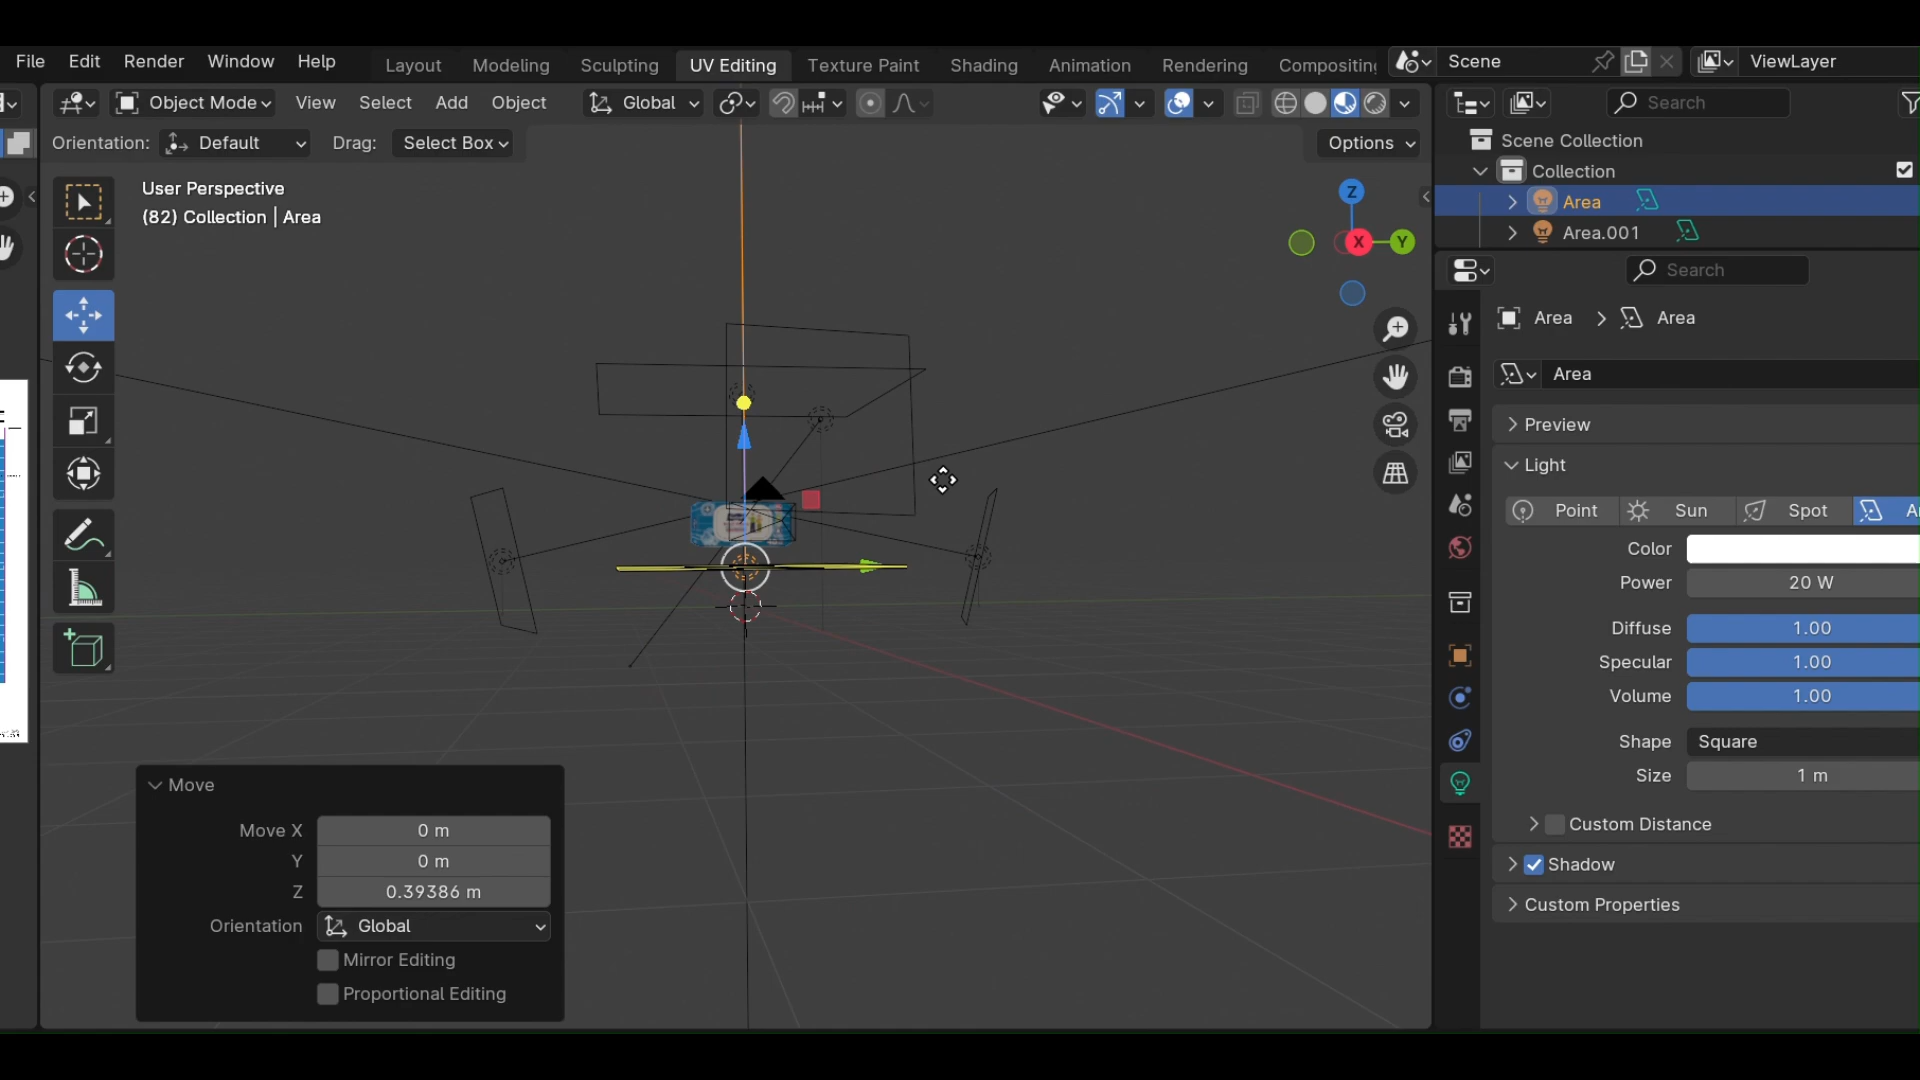 File Edit Render Window Help Layout Modeling Sculpting UV Editing Texture Paint Shading Animation Rendering Compositing Scene ViewLayer
Object Mode View Select Add Object Global Search
Orientation: Default Drag: Select Box Options
Scene Collection
Collection
Area
Area.001
User Perspective
(82) Collection | Area
Z
X
Y
Search
Area > Area
Area
Preview
Light
Point Sun Spot
Color
Power 20 W
Diffuse 1.00
Specular 1.00
Volume 1.00
Shape Square
Size 1 m
Custom Distance
Shadow
Custom Properties
Move
Move X 0 m
Y 0 m
Z 0.39386 m
Orientation Global
Mirror Editing
Proportional Editing